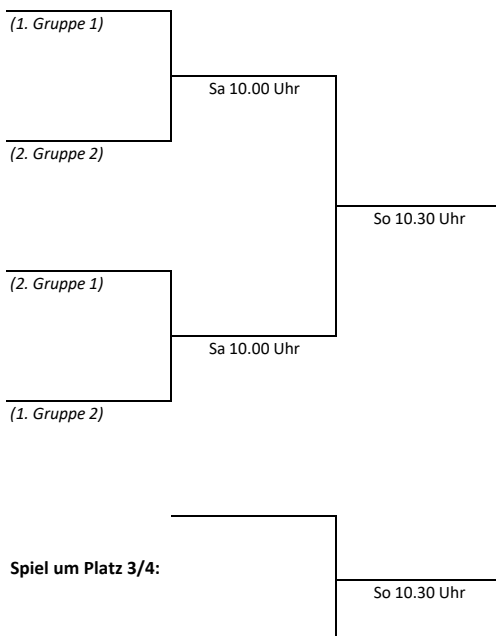 (1. Gruppe 1)
Sa 10.00 Uhr
(2. Gruppe 2)
So 10.30 Uhr
(2. Gruppe 1)
Sa 10.00 Uhr
(1. Gruppe 2)
Spiel um Platz 3/4:
So 10.30 Uhr